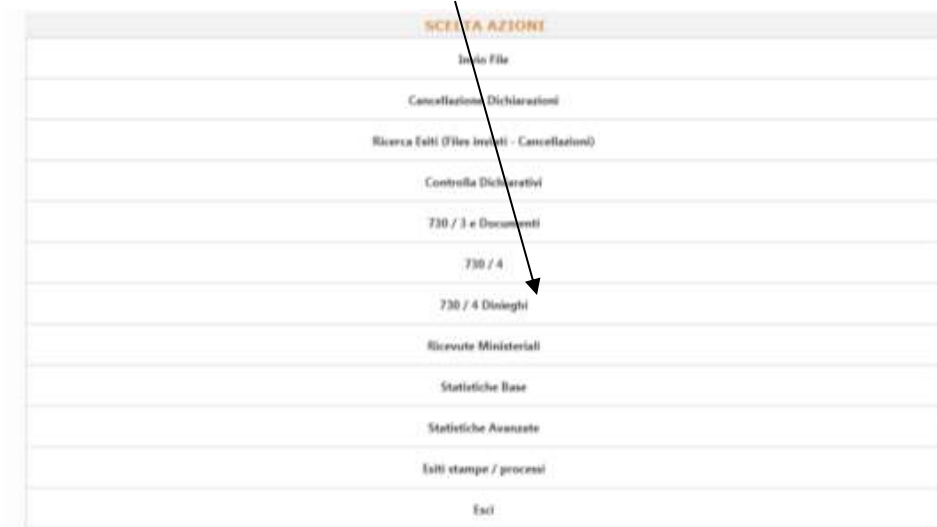 SCELTA AZIONI
Invio File
Cancellazione Dichiarazioni
Ricerca Esiti (Files inviati - Cancellazioni)
Controlla Dichiarativi
730 / 3 e Documenti
730 / 4
730 / 4 Dinieghi
Ricevute Ministeriali
Statistiche Base
Statistiche Avanzate
Esiti stampe / processi
Esci